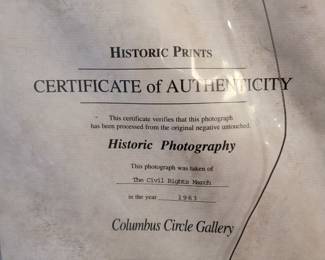 HISTORIC PRINTS
CERTIFICATE of AUTHENTICITY
This certificate verifies that this photograph
has been processed from the original negative untouched.
Historic Photography
This photograph was taken of
The Civil Rights March
in the year 1963
Columbus Circle Gallery